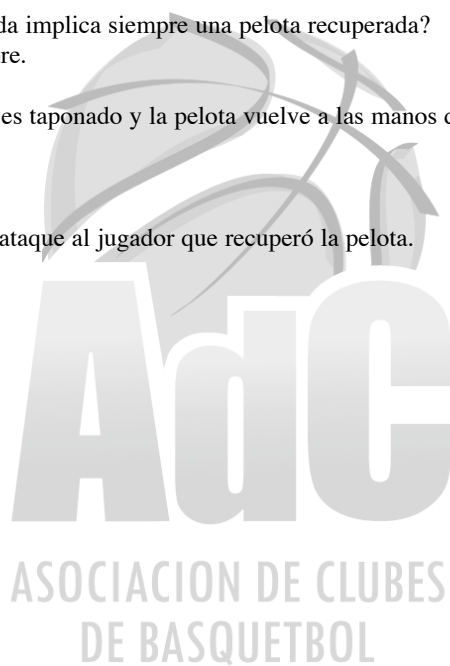 da implica siempre una pelota recuperada?
re.
es taponado y la pelota vuelve a las manos
ataque al jugador que recuperó la pelota.
AdC
ASOCIACION DE CLUBES
DE BASQUETBOL